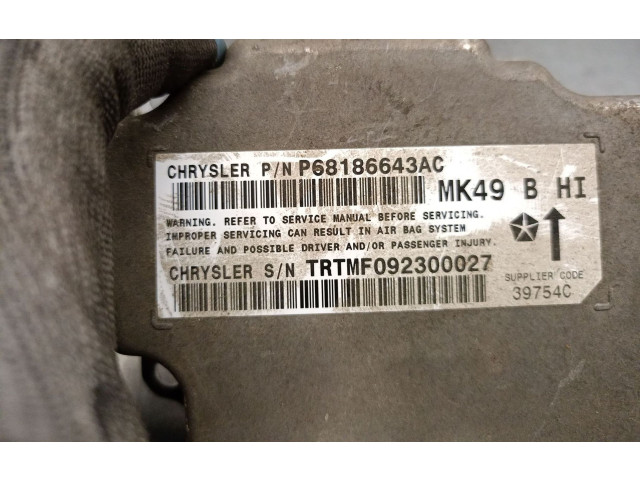 CHRYSLER P/N P68186643AC
MK49 B HI
WARNING. REFER TO SERVICE MANUAL BEFORE SERVICING.
IMPROPER SERVICING CAN RESULT IN AIR BAG SYSTEM
FAILURE AND POSSIBLE DRIVER AND/OR PASSENGER INJURY.
CHRYSLER S/N TRTMF092300027
SUPPLIER CODE
39754C